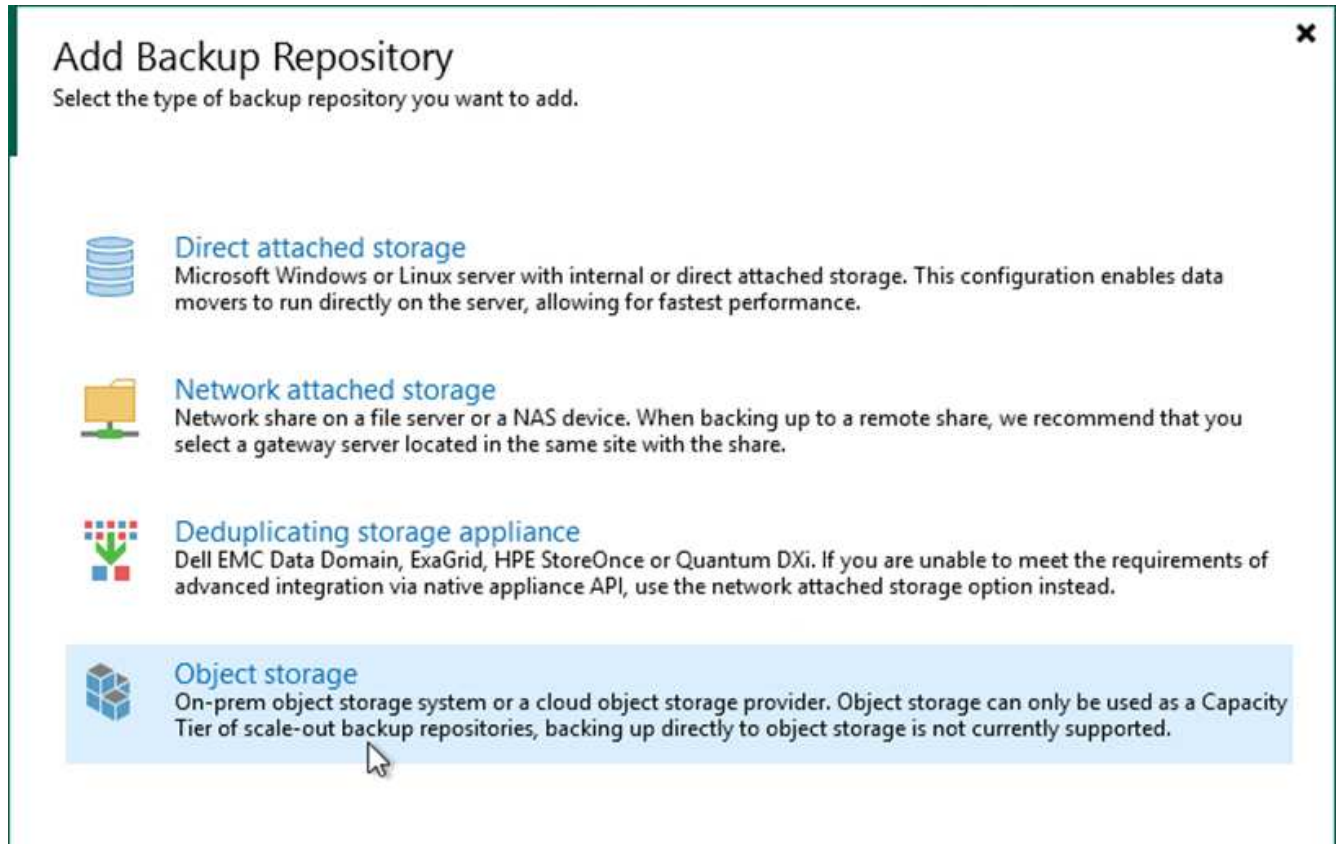 Add Backup Repository
Select the type of backup repository you want to add.
Direct attached storage
Microsoft Windows or Linux server with internal or direct attached storage. This configuration enables data
movers to run directly on the server, allowing for fastest performance.
Network attached storage
Network share on a file server or a NAS device. When backing up to a remote share, we recommend that you
select a gateway server located in the same site with the share.
Deduplicating storage appliance
Dell EMC Data Domain, ExaGrid, HPE StoreOnce or Quantum DXi. If you are unable to meet the requirements of
advanced integration via native appliance API, use the network attached storage option instead.
Object storage
On-prem object storage system or a cloud object storage provider. Object storage can only be used as a Capacity
Tier of scale-out backup repositories, backing up directly to object storage is not currently supported.